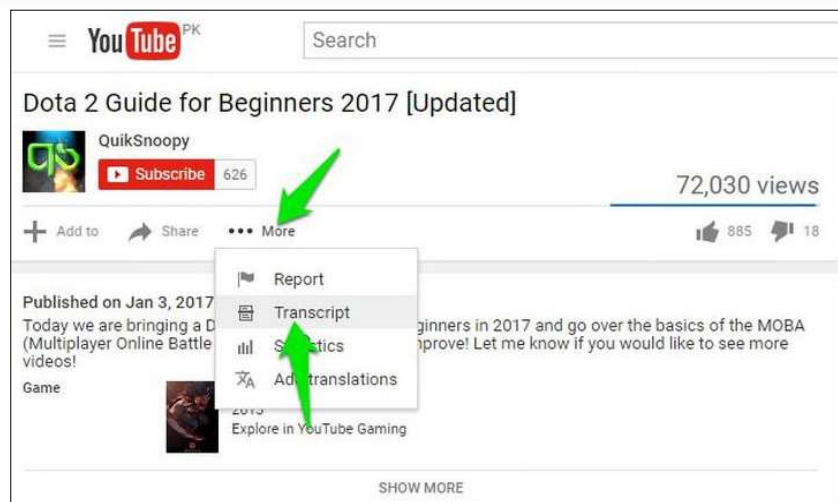 YouTube PK
Search
Dota 2 Guide for Beginners 2017 [Updated]
QuikSnoopy
Subscribe 626
72,030 views
Add to Share More 885 18
Report
Transcript
Statistics
Add translations
Published on Jan 3, 2017
Today we are bringing a D ginners in 2017 and go over the basics of the MOBA
(Multiplayer Online Battle prove! Let me know if you would like to see more
videos!
Game
Explore in YouTube Gaming
SHOW MORE